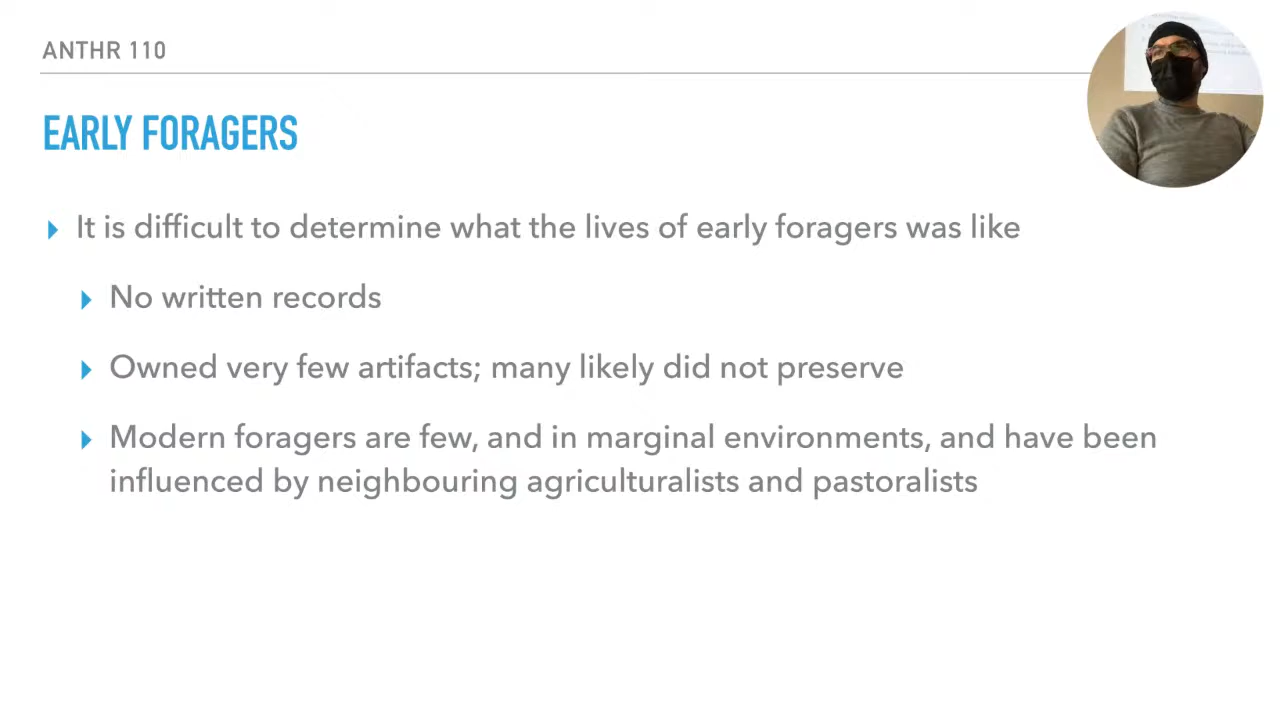 ANTHR 110
EARLY FORAGERS
It is difficult to determine what the lives of early foragers was like
No written records
Owned very few artifacts; many likely did not preserve
Modern foragers are few, and in marginal environments, and have been
influenced by neighbouring agriculturalists and pastoralists